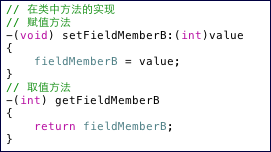 // 在类中方法的实现
// 赋值方法
-(void) setFieldMemberB:(int)value
{
    fieldMemberB = value;
}
// 取值方法
-(int) getFieldMemberB
{
    return fieldMemberB;
}